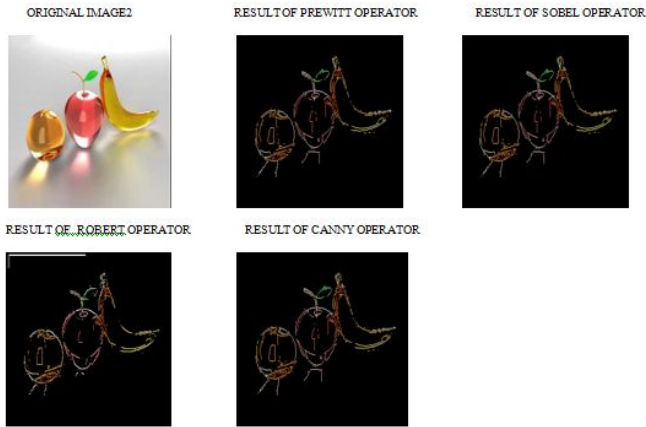 ORIGINAL IMAGE2
RESULT OF PREWITT OPERATOR
RESULT OF SOBEL OPERATOR
RESULT OF ROBERT OPERATOR
RESULT OF CANNY OPERATOR